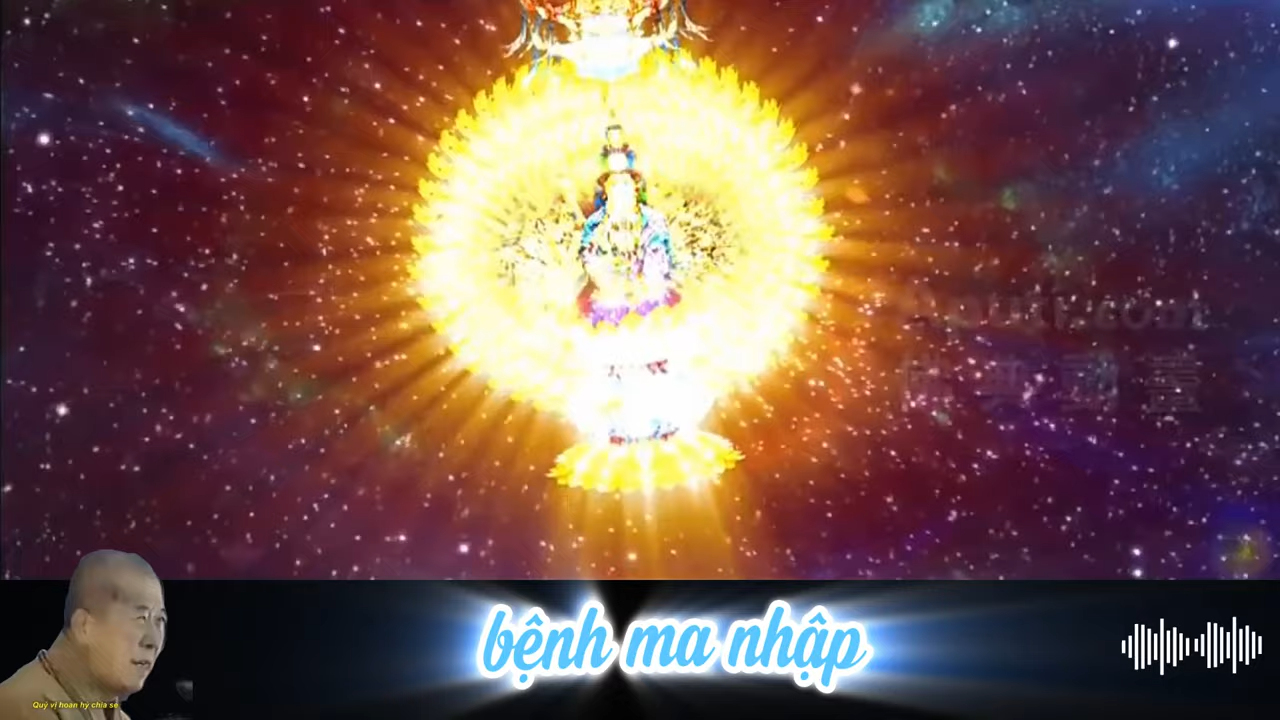 bệnh ma nhập
Quý vị hoan hỷ chia sẻ